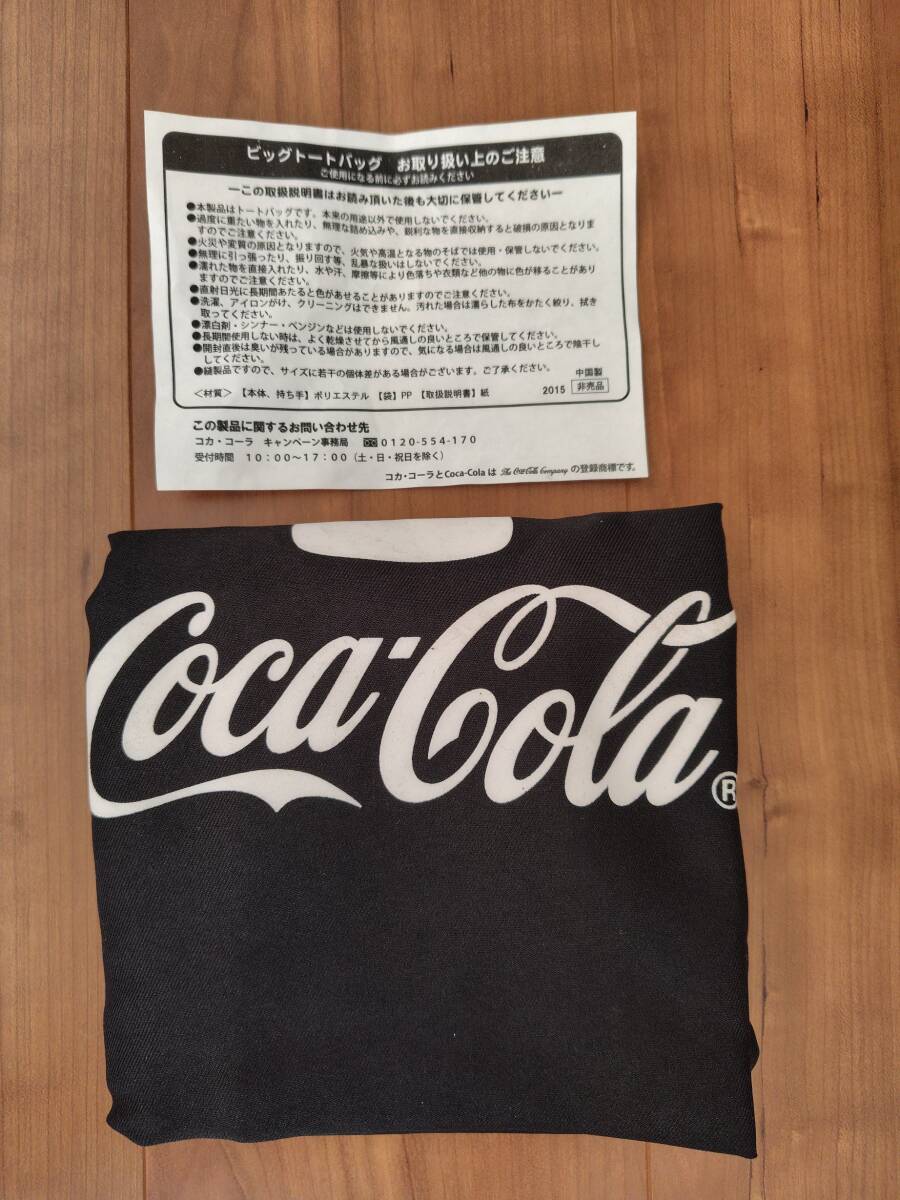 ビッグトートバッグ お取り扱い上のご注意
ご使用になる前に必ずお読みください
ーこの取扱説明書はお読み頂いた後も大切に保管してくださいー
●本製品はトートバッグです。本来の用途以外で使用しないでください。
●過度に重たい物を入れたり、無理な詰め込みや、鋭利な物を直接収納すると破損の原因となりま
すのでご注意ください。
●火災や変質の原因となりますので、火気や高温となる物のそばでは使用・保管しないでください。
●無理に引っ張ったり、振り回す等、乱暴な扱いはしないでください。
●濡れた物を直接入れたり、水や汗、摩擦等により色落ちや衣類など他の物に色が移ることがあり
ますのでご注意ください。
●直射日光に長期間あたると色があせることがありますのでご注意ください。
●洗濯、アイロンがけ、クリーニングはできません。汚れた場合は濡らした布をかたく絞り、拭き
取ってください。
●漂白剤・シンナー・ベンジンなどは使用しないでください。
●長期間使用しない時は、よく乾燥させてから風通しの良いところで保管してください。
●開封直後は臭いが残っている場合がありますので、気になる場合は風通しの良いところで陰干し
してください。
●縫製品ですので、サイズに若干の個体差がある場合がございます。ご了承ください。
＜材質＞ 【本体、持ち手】ポリエステル 【袋】PP 【取扱説明書】紙
中国製
2015 非売品
この製品に関するお問い合わせ先
コカ・コーラ キャンペーン事務局 0120-554-170
受付時間 10：00～17：00（土・日・祝日を除く）
コカ・コーラとCoca-Colaは The Coca-Cola Company の登録商標です。
Coca-Cola
®